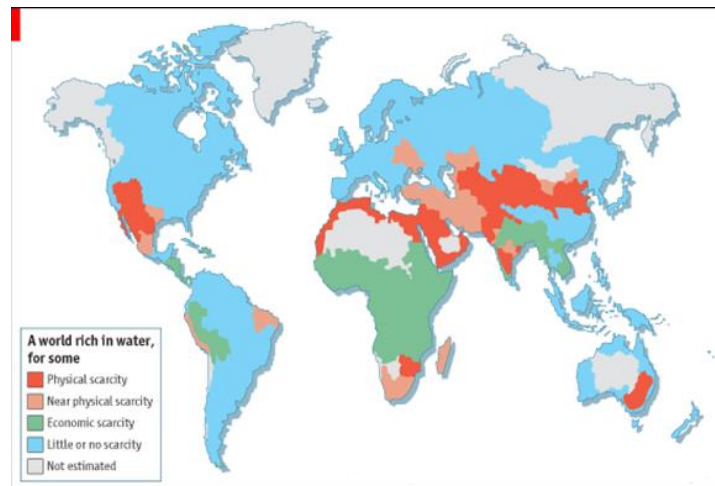 A world rich in water,
for some
Physical scarcity
Near physical scarcity
Economic scarcity
Little or no scarcity
Not estimated